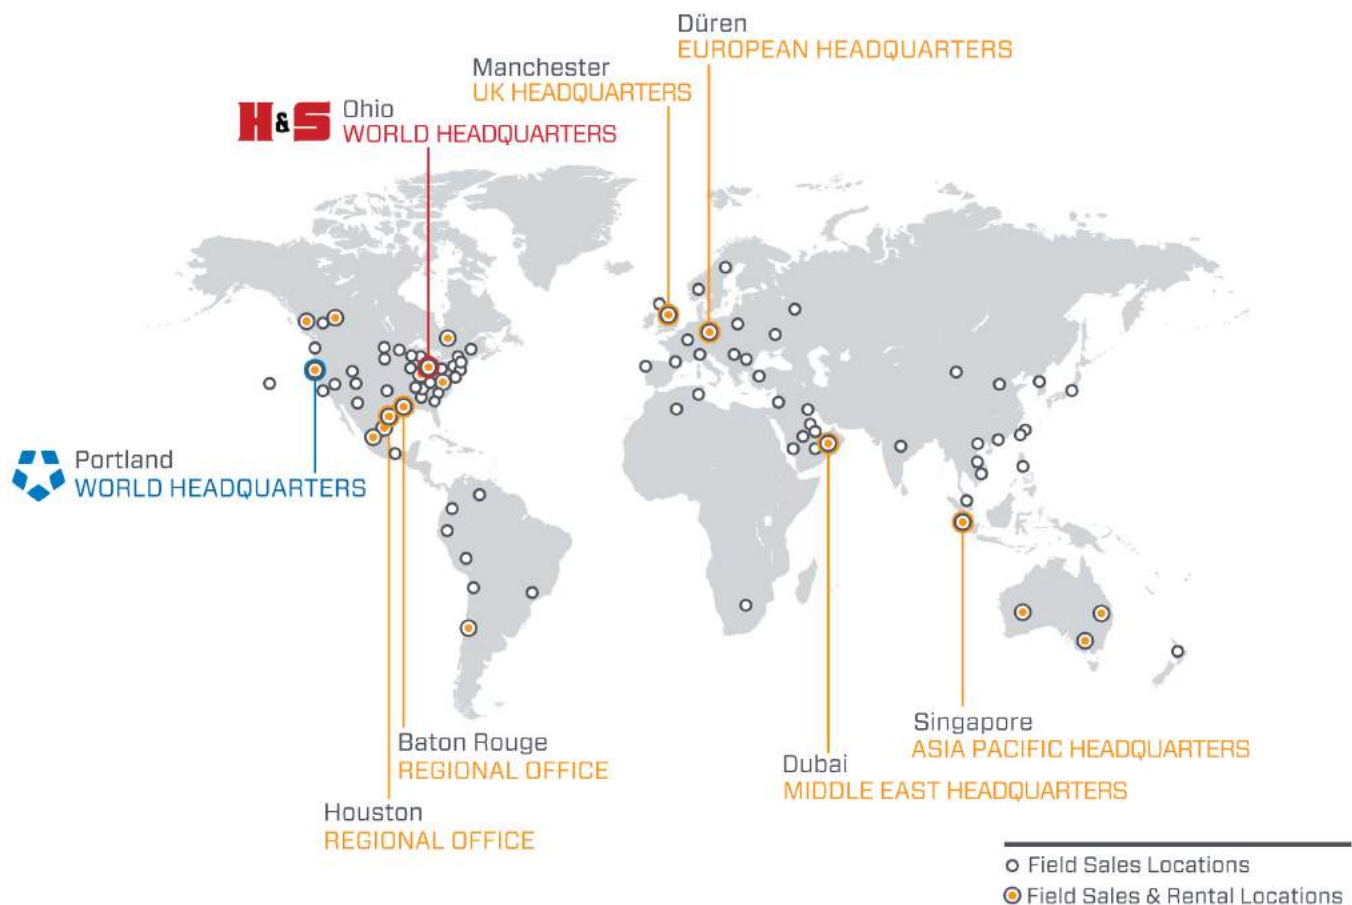 Düren
EUROPEAN HEADQUARTERS
Manchester
UK HEADQUARTERS
H&S
Ohio
WORLD HEADQUARTERS
Portland
WORLD HEADQUARTERS
Baton Rouge
REGIONAL OFFICE
Houston
REGIONAL OFFICE
Singapore
ASIA PACIFIC HEADQUARTERS
Dubai
MIDDLE EAST HEADQUARTERS
Field Sales Locations
Field Sales & Rental Locations